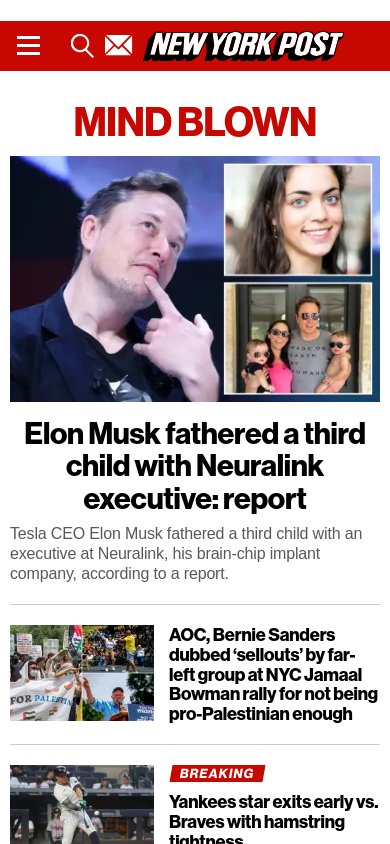 NEW YORK POST
MIND BLOWN
Elon Musk fathered a third
child with Neuralink
executive: report
Tesla CEO Elon Musk fathered a third child with an
executive at Neuralink, his brain-chip implant
company, according to a report.
AOC, Bernie Sanders
dubbed ‘sellouts’ by far-
left group at NYC Jamaal
Bowman rally for not being
pro-Palestinian enough
FOR PALESTIN
BREAKING
Yankees star exits early vs.
Braves with hamstring
tightness